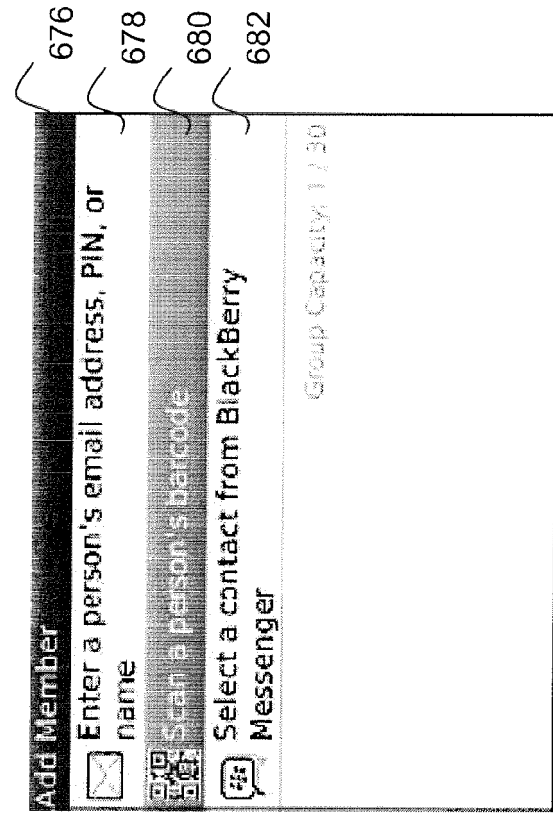 Add Member
Enter a person's email address, PIN, or
name
Scan a person's barcode
Select a contact from BlackBerry
Messenger
Group Capacity: 1 / 30
676
678
680
682